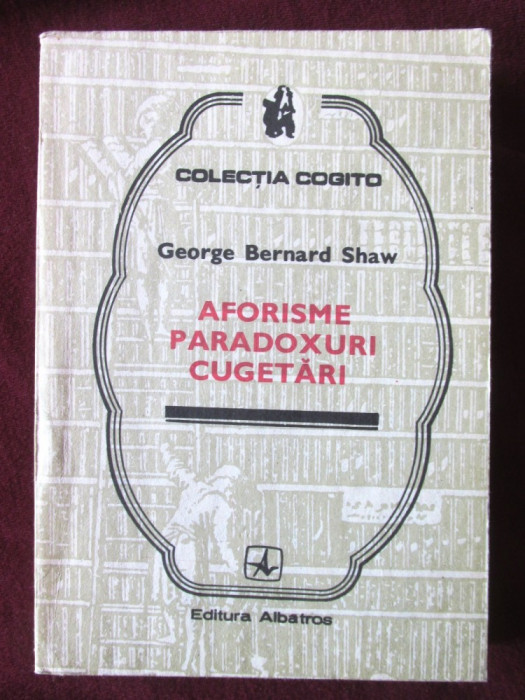 COLECȚIA COGITO
George Bernard Shaw
AFORISME
PARADOXURI
CUGETĂRI
Editura Albatros